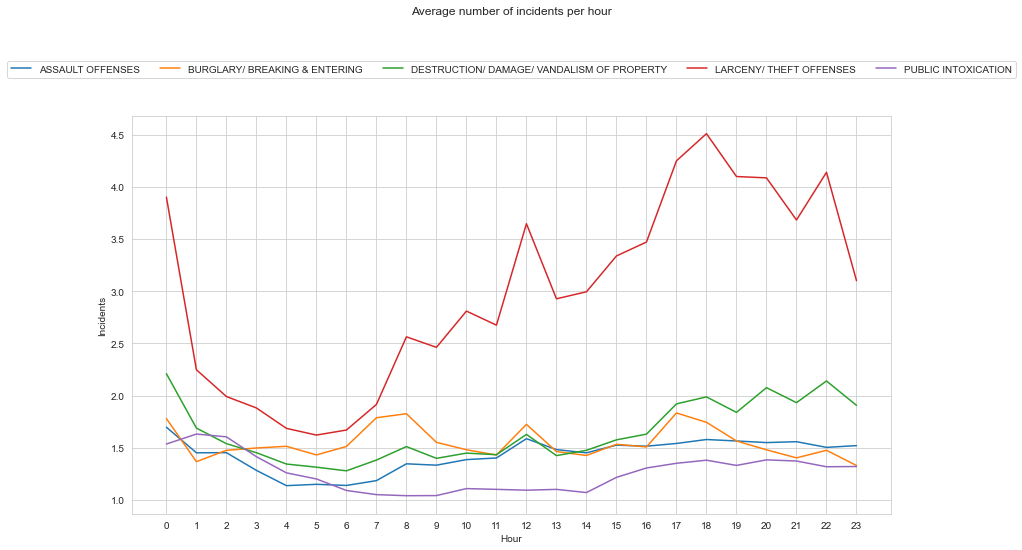 Average number of incidents per hour
ASSAULT OFFENSES BURGLARY/ BREAKING & ENTERING DESTRUCTION/ DAMAGE/ VANDALISM OF PROPERTY LARCENY/ THEFT OFFENSES PUBLIC INTOXICATION
4.5
4.0
3.5
3.0
2.5
2.0
1.5
1.0
Incidents
0 1 2 3 4 5 6 7 8 9 10 11 12 13 14 15 16 17 18 19 20 21 22 23
Hour